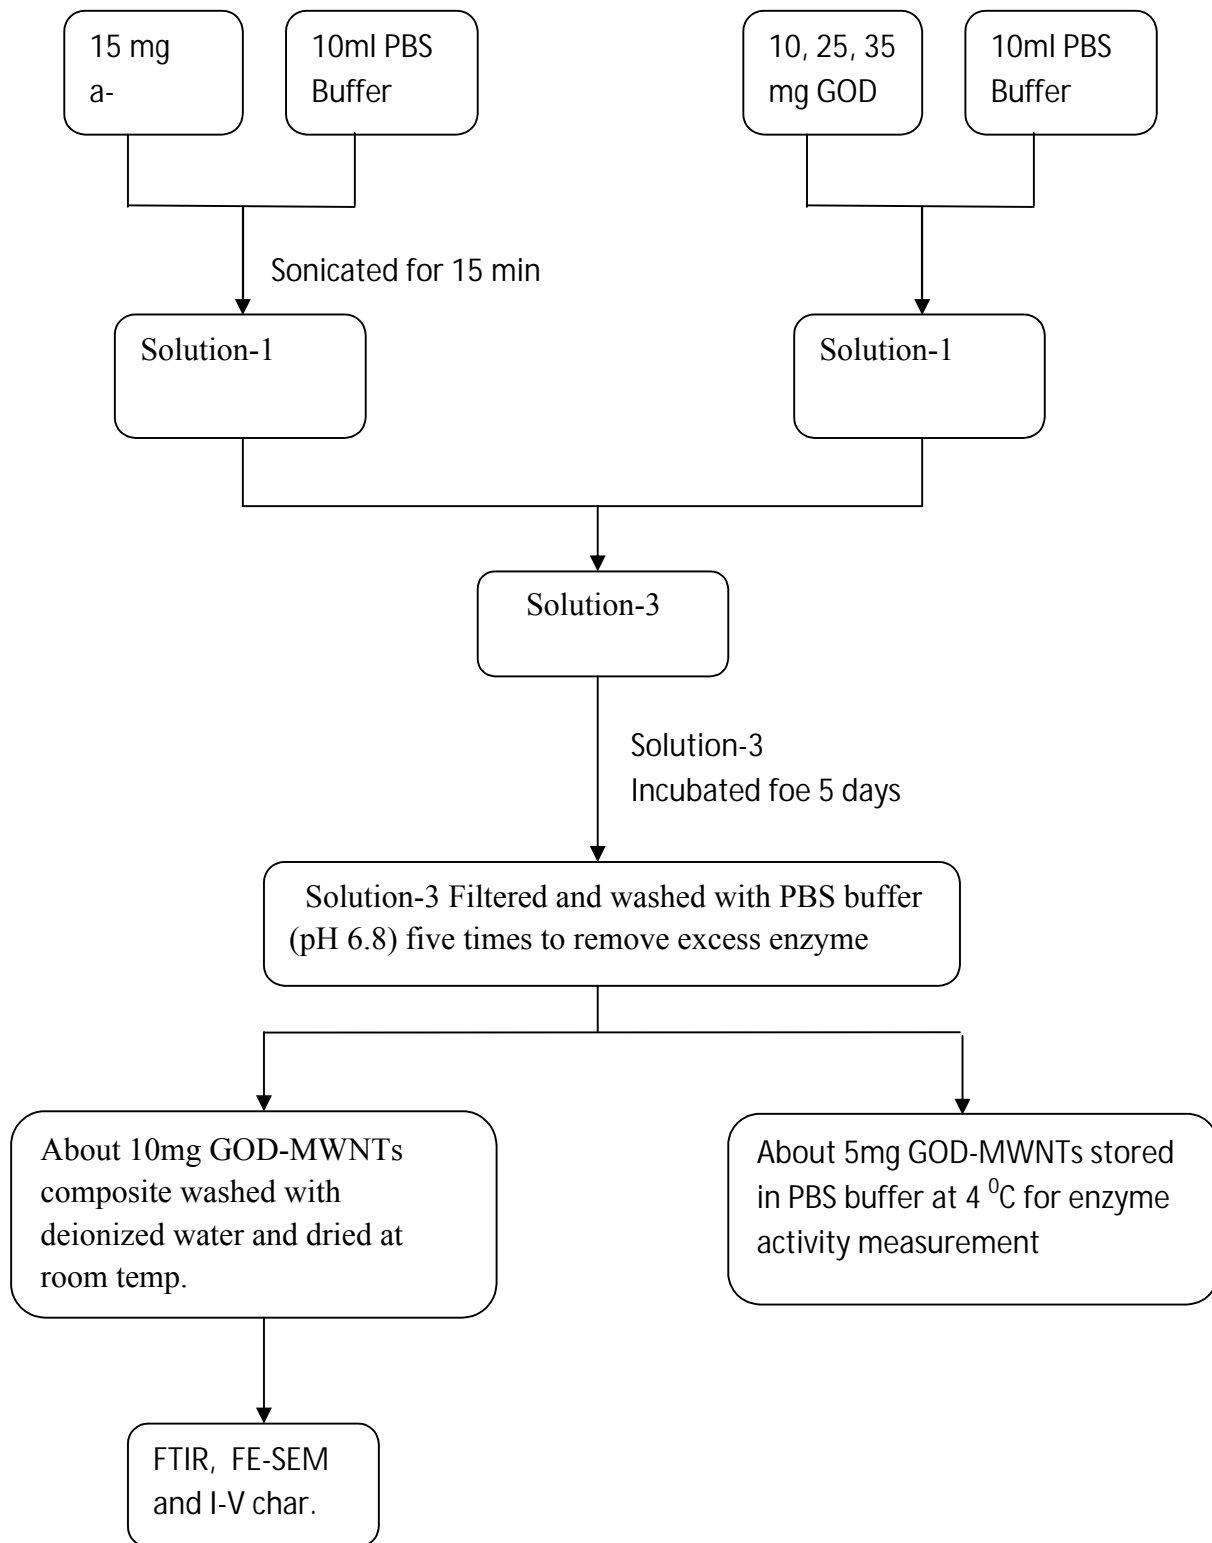 15 mg
a-
10ml PBS
Buffer
10, 25, 35
mg GOD
10ml PBS
Buffer
Sonicated for 15 min
Solution-1
Solution-1
Solution-3
Solution-3
Incubated foe 5 days
Solution-3 Filtered and washed with PBS buffer
(pH 6.8) five times to remove excess enzyme
About 10mg GOD-MWNTs
composite washed with
deionized water and dried at
room temp.
About 5mg GOD-MWNTs stored
in PBS buffer at 4 ⁰C for enzyme
activity measurement
FTIR, FE-SEM
and I-V char.